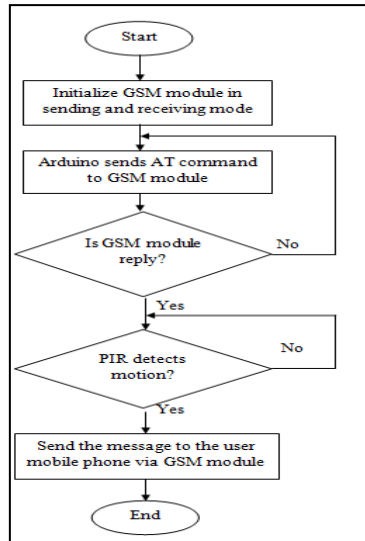 Start
Initialize GSM module in
sending and receiving mode
Arduino sends AT command
to GSM module
Is GSM module
reply?
No
Yes
PIR detects
motion?
No
Yes
Send the message to the user
mobile phone via GSM module
End